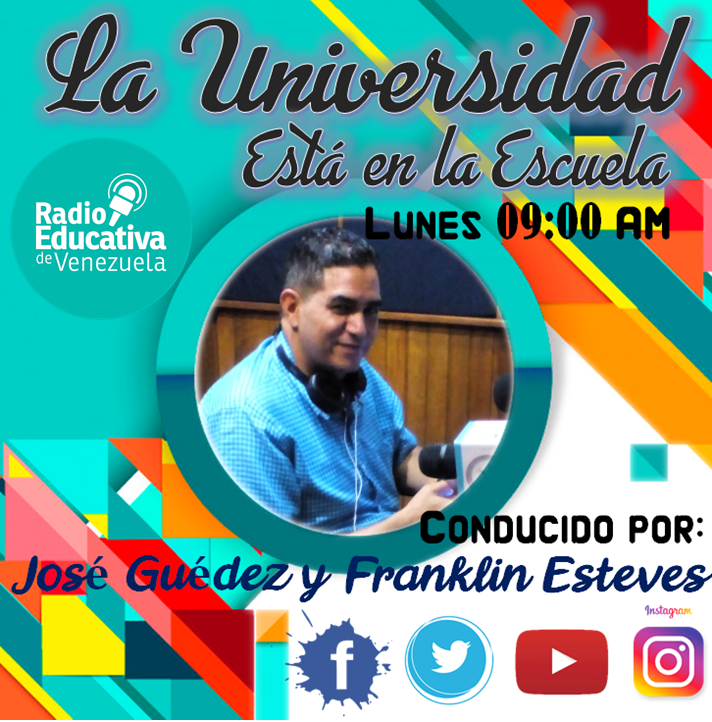 La Universidad
Está en la Escuela
Lunes 09:00 AM
Radio
Educativa
de Venezuela
Conducido por:
José Guédez y Franklin Esteves
Instagram
f